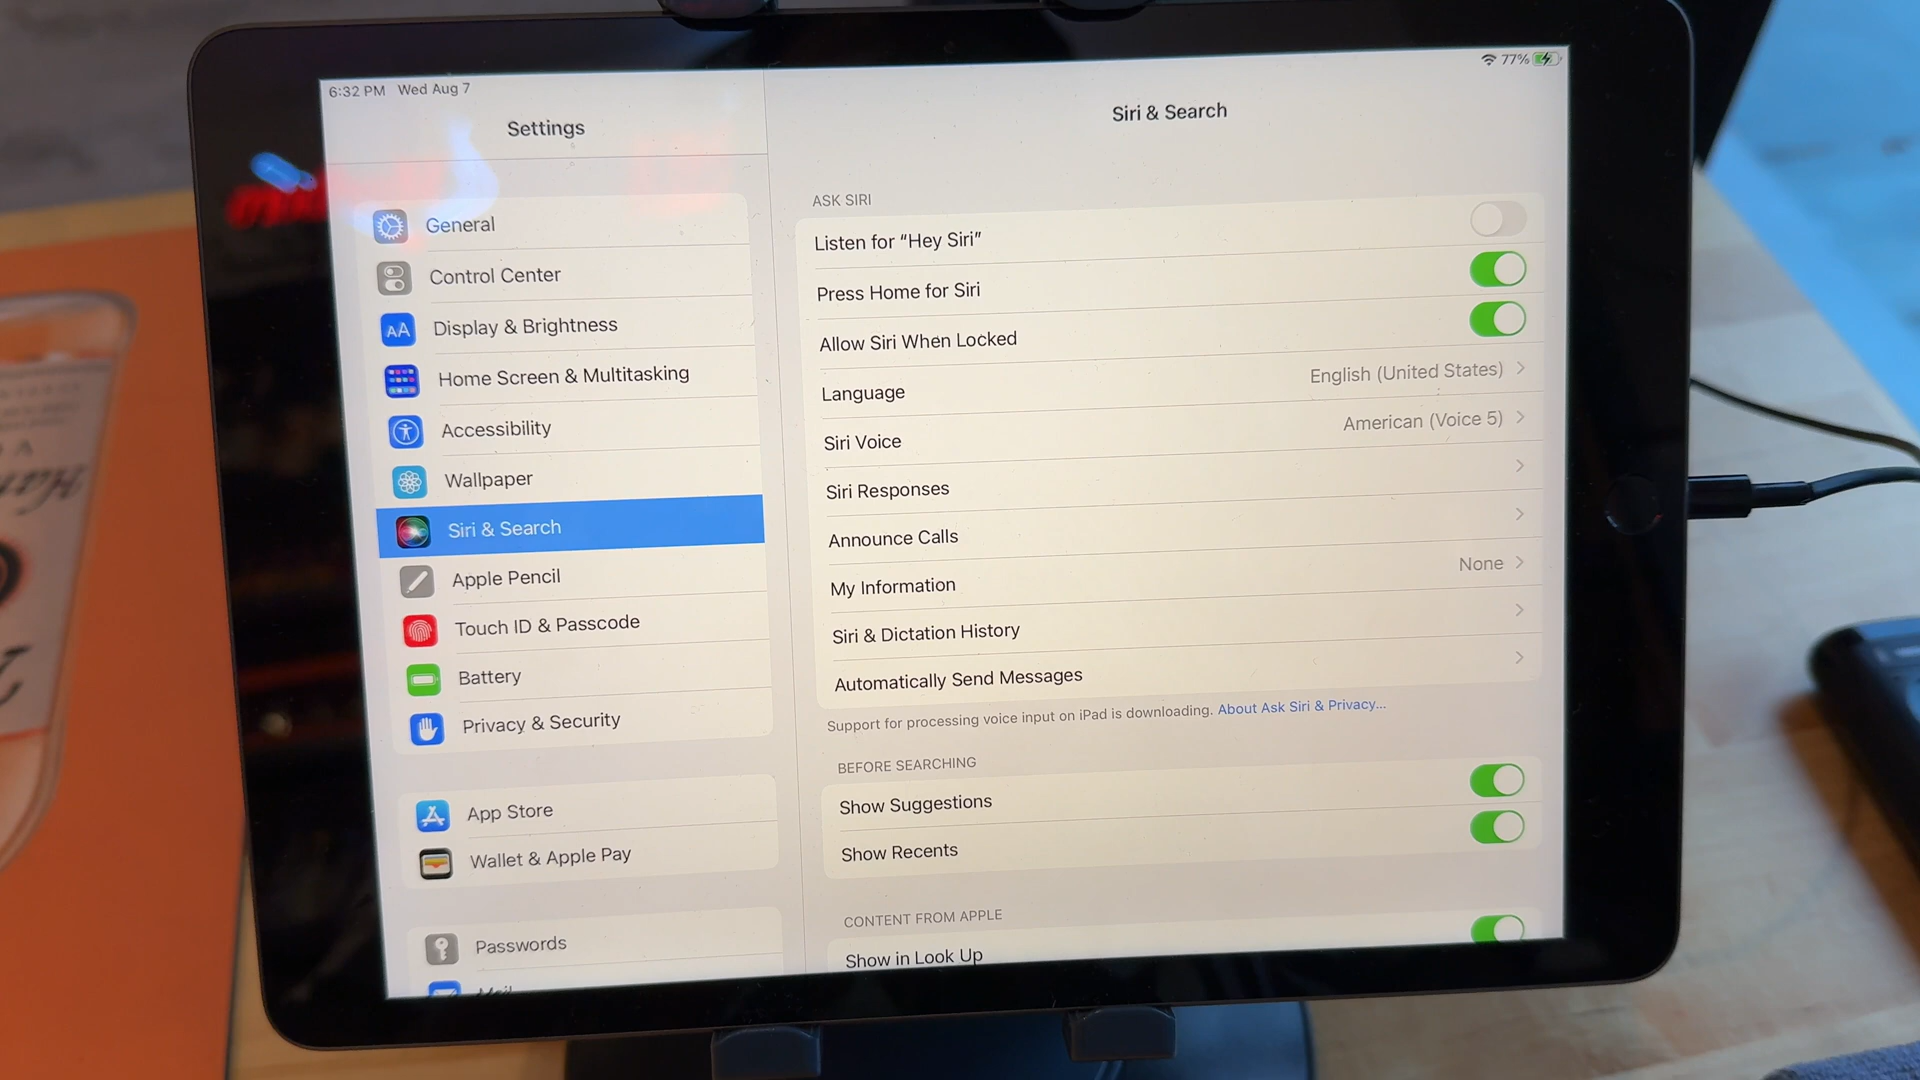 6:32 PM Wed Aug 7
77%
Settings
General
Control Center
AA Display & Brightness
Home Screen & Multitasking
Accessibility
Wallpaper
Siri & Search
Apple Pencil
Touch ID & Passcode
Battery
Privacy & Security
App Store
Wallet & Apple Pay
Passwords
Mail
Siri & Search
ASK SIRI
Listen for “Hey Siri”
Press Home for Siri
Allow Siri When Locked
Language English (United States)
Siri Voice American (Voice 5)
Siri Responses
Announce Calls
My Information None
Siri & Dictation History
Automatically Send Messages
Support for processing voice input on iPad is downloading. About Ask Siri & Privacy...
BEFORE SEARCHING
Show Suggestions
Show Recents
CONTENT FROM APPLE
Show in Look Up